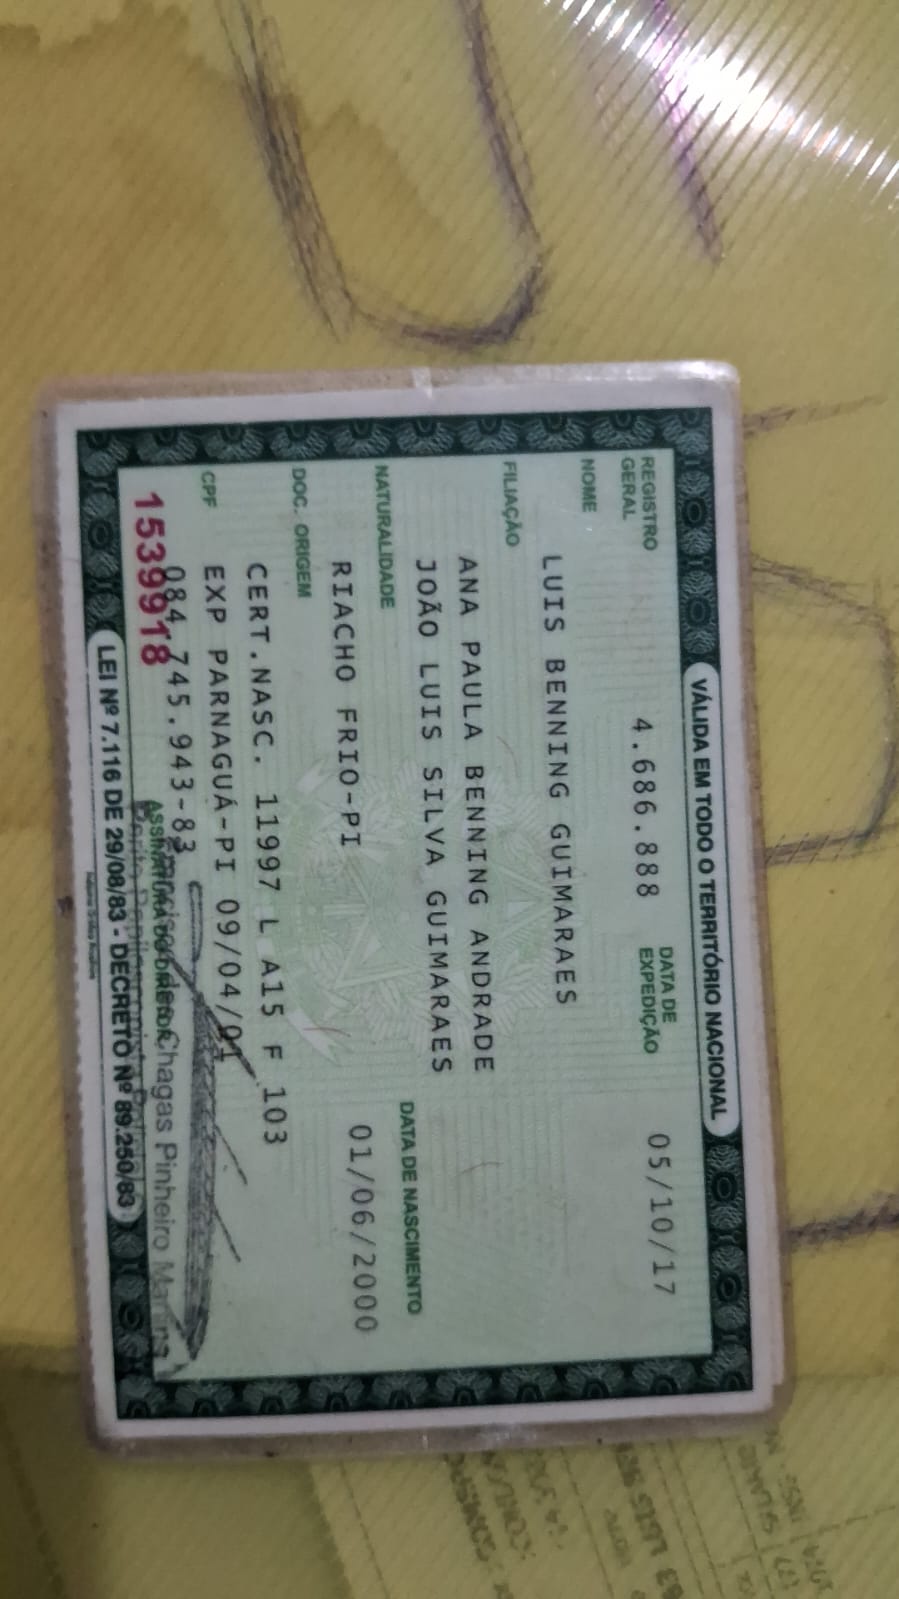 VÁLIDA EM TODO O TERRITÓRIO NACIONAL
REGISTRO GERAL 4.686.888 DATA DE EXPEDIÇÃO 05/10/17
NOME
LUIS BENNING GUIMARAES
FILIAÇÃO
ANA PAULA BENNING ANDRADE
JOÃO LUIS SILVA GUIMARAES
NATURALIDADE DATA DE NASCIMENTO
RIACHO FRIO-PI 01/06/2000
DOC. ORIGEM
CERT.NASC. 11997 L A15 F 103
EXP PARNAGUÁ-PI 09/04/01
CPF
084.745.943-83
1539918
Francisco das Chagas Pinheiro Martins
ASSINATURA DO DIRETOR
LEI Nº 7.116 DE 29/08/83 - DECRETO Nº 89.250/83